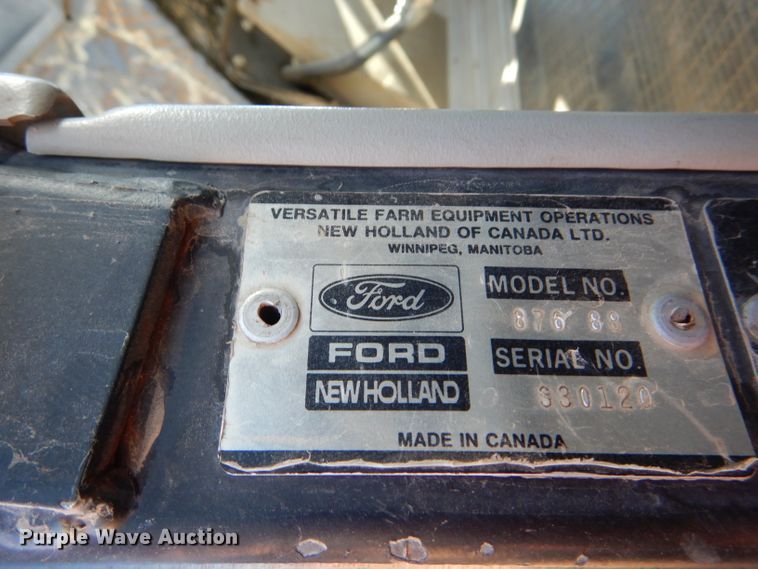 VERSATILE FARM EQUIPMENT OPERATIONS
NEW HOLLAND OF CANADA LTD.
WINNIPEG, MANITOBA
Ford
FORD
NEW HOLLAND
MODEL NO.
876 88
SERIAL NO.
330120
MADE IN CANADA
Purple Wave Auction